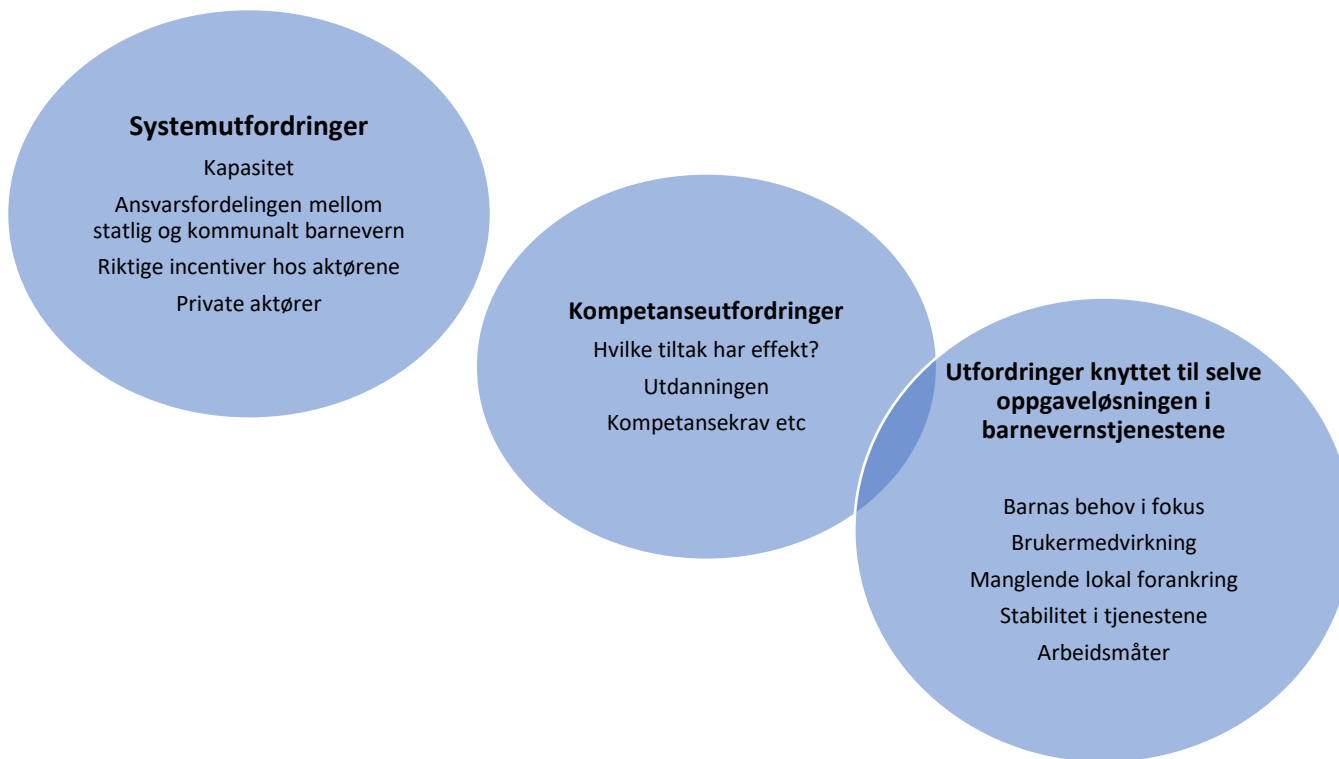 Systemutfordringer
Kapasitet
Ansvarsfordelingen mellom
statlig og kommunalt barnevern
Riktige incentiver hos aktørene
Private aktører
Kompetanseutfordringer
Hvilke tiltak har effekt?
Utdanningen
Kompetansekrav etc
Utfordringer knyttet til selve
oppgaveløsningen i
barnevernstjenestene
Barnas behov i fokus
Brukermedvirkning
Manglende lokal forankring
Stabilitet i tjenestene
Arbeidsmåter